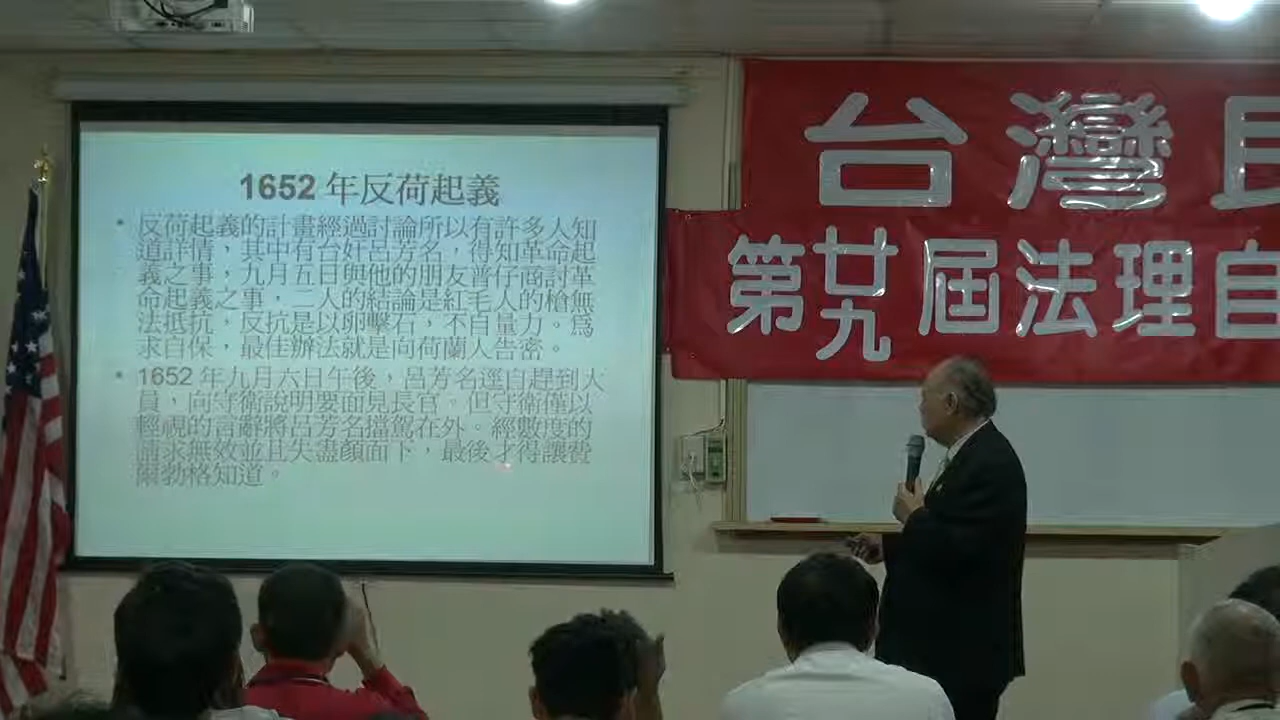 1652 年反荷起義
• 反荷起義的計畫經過討論所以有許多人知
道詳情，其中有台奸呂芳名，得知革命起
義之事，九月五日與他的朋友普仔商討革
命起義之事，二人的結論是紅毛人的槍無
法抵抗，反抗是以卵擊石，不自量力。為
求自保，最佳辦法就是向荷蘭人告密。
• 1652 年九月六日午後，呂芳名逕自趕到大
員，向守衛說明要面見長官。但守衛僅以
輕視的言辭將呂芳名擋駕在外。經數度的
請求無效並且失盡顏面下，最後才得讓費
爾勃格知道。
台灣
第廿九屆法理自